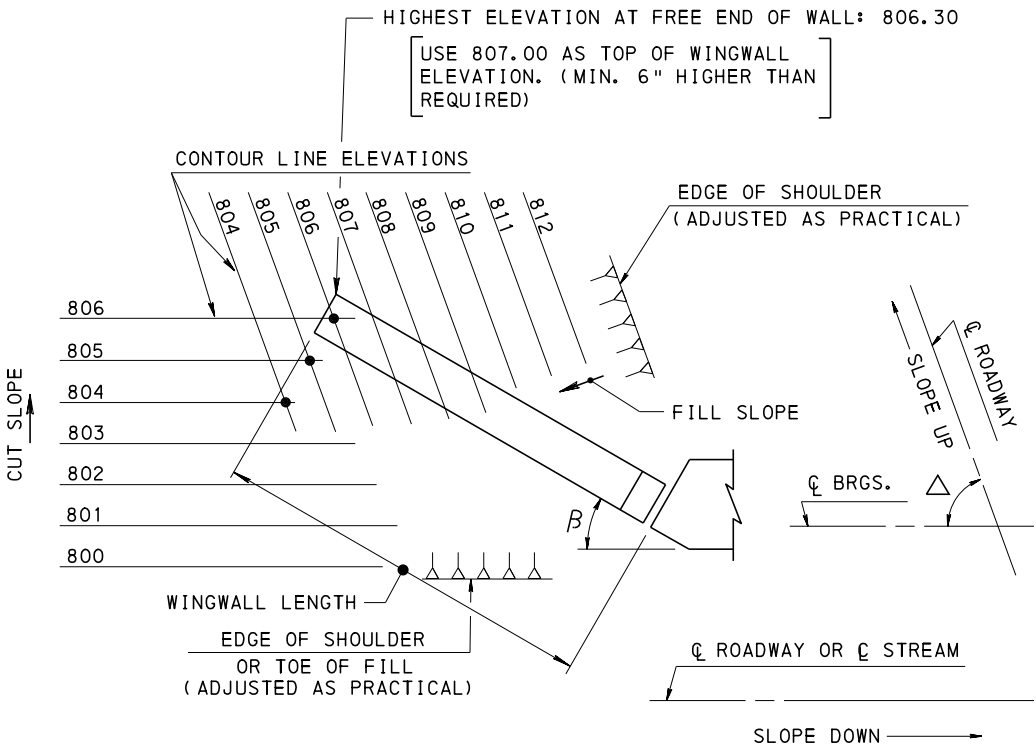 HIGHEST ELEVATION AT FREE END OF WALL: 806.30
USE 807.00 AS TOP OF WINGWALL
ELEVATION. (MIN. 6" HIGHER THAN
REQUIRED)
CONTOUR LINE ELEVATIONS
EDGE OF SHOULDER
(ADJUSTED AS PRACTICAL)
804
805
806
807
808
809
810
811
812
806
805
804
803
802
801
800
CUT SLOPE
FILL SLOPE
℄ ROADWAY
SLOPE UP
℄ BRGS.
Δ
β
WINGWALL LENGTH
EDGE OF SHOULDER
OR TOE OF FILL
(ADJUSTED AS PRACTICAL)
℄ ROADWAY OR ℄ STREAM
SLOPE DOWN